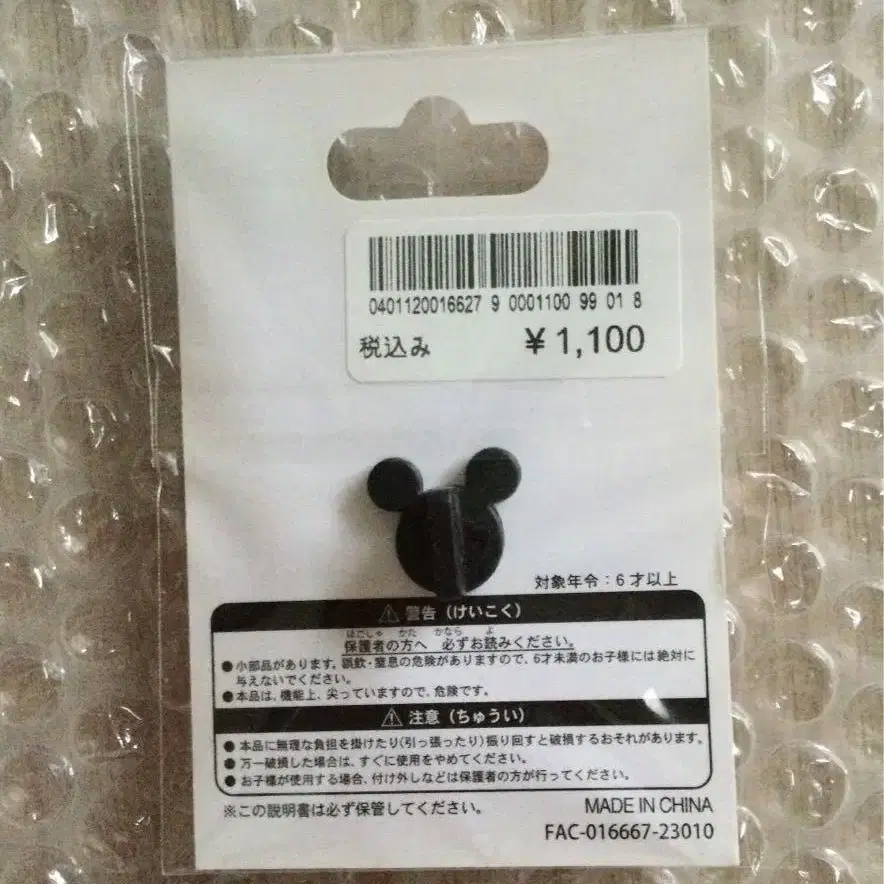 0401120016627 9 0001100 99 01 8
税込み ¥1,100
対象年令：6才以上
⚠ 警告（けいこく）
ほごしゃ かた かなら よ
保護者の方へ 必ずお読みください。
●小部品があります。誤飲・窒息の危険がありますので、6才未満のお子様には絶対に
与えないでください。
●本品は、機能上、尖っていますので、危険です。
⚠ 注意（ちゅうい）
●本品に無理な負担を掛けたり(引っ張ったり)振り回すと破損するおそれがあります。
●万一破損した場合は、すぐに使用をやめてください。
●お子様が使用する場合、付け外しなどは保護者の方が行ってください。
※この説明書は必ず保管してください。
MADE IN CHINA
FAC-016667-23010